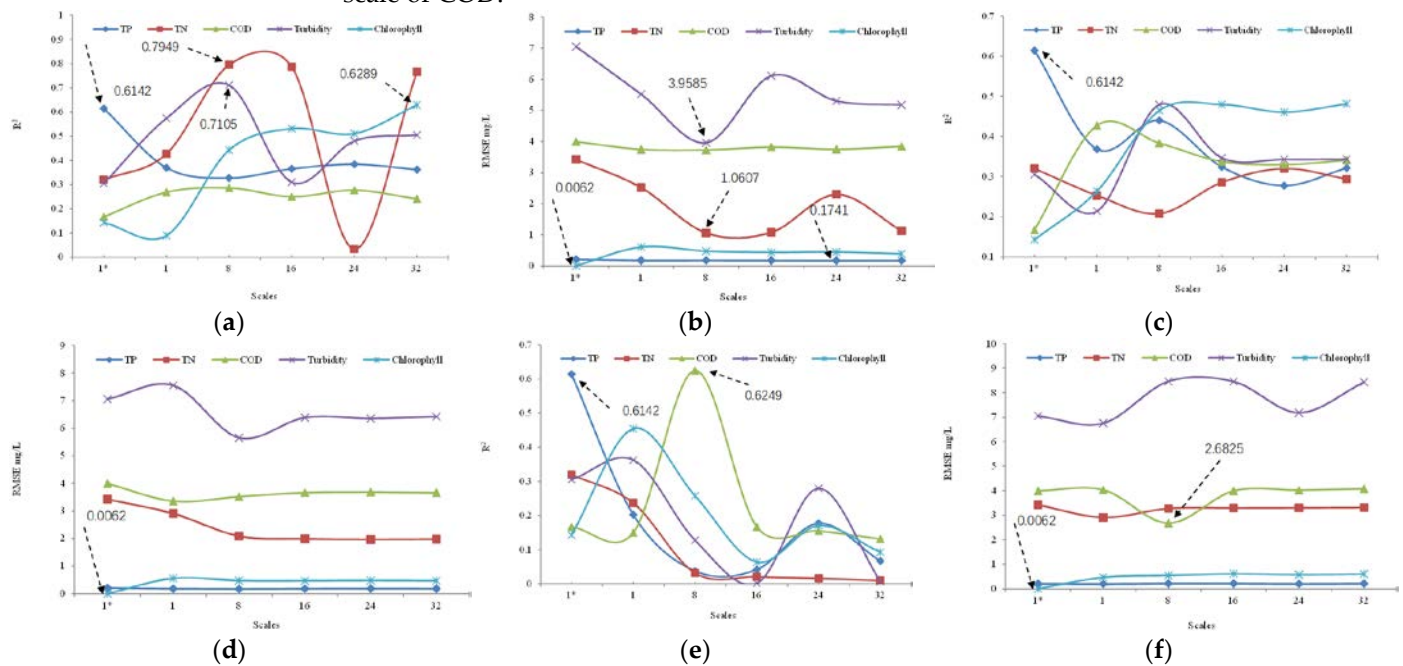 scale of COD.
TP TN COD Turbidity Chlorophyll
1
0.9
0.8
0.7
0.6
0.5
0.4
0.3
0.2
0.1
0
R²
0.7949
0.6142
0.7105
0.6289
1* 1 8 16 24 32
Scales
(a)
TP TN COD Turbidity Chlorophyll
8
7
6
5
4
3
2
1
0
RMSE mg/L
3.9585
0.0062
1.0607
0.1741
1* 1 8 16 24 32
Scales
(b)
TP TN COD Turbidity Chlorophyll
0.7
0.6
0.5
0.4
0.3
0.2
0.1
R²
0.6142
1* 1 8 16 24 32
Scales
(c)
TP TN COD Turbidity Chlorophyll
9
8
7
6
5
4
3
2
1
0
RMSE mg/L
0.0062
1* 1 8 16 24 32
Scales
(d)
TP TN COD Turbidity Chlorophyll
0.7
0.6
0.5
0.4
0.3
0.2
0.1
0
R²
0.6142
0.6249
1* 1 8 16 24 32
Scales
(e)
TP TN COD Turbidity Chlorophyll
10
9
8
7
6
5
4
3
2
1
0
RMSE mg/L
2.6825
0.0062
1* 1 8 16 24 32
Scales
(f)